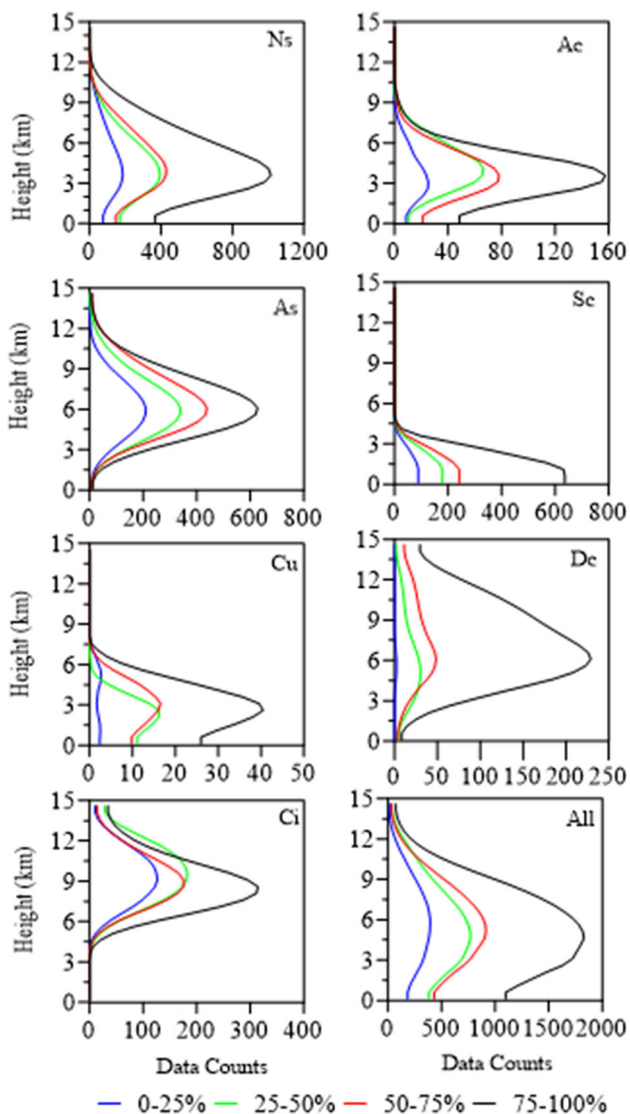 15 Ns
12
9
6
3
0
0 400 800 1200
Height (km)
15 Ac
12
9
6
3
0
0 40 80 120 160
15 As
12
9
6
3
0
0 200 400 600 800
Height (km)
15 Sc
12
9
6
3
0
0 200 400 600 800
15 Cu
12
9
6
3
0
0 10 20 30 40 50
Height (km)
15 Dc
12
9
6
3
0
0 50 100 150 200 250
15 Ci
12
9
6
3
0
0 100 200 300 400
Height (km)
Data Counts
15 All
12
9
6
3
0
0 500 1000 1500 2000
Data Counts
0-25% 25-50% 50-75% 75-100%